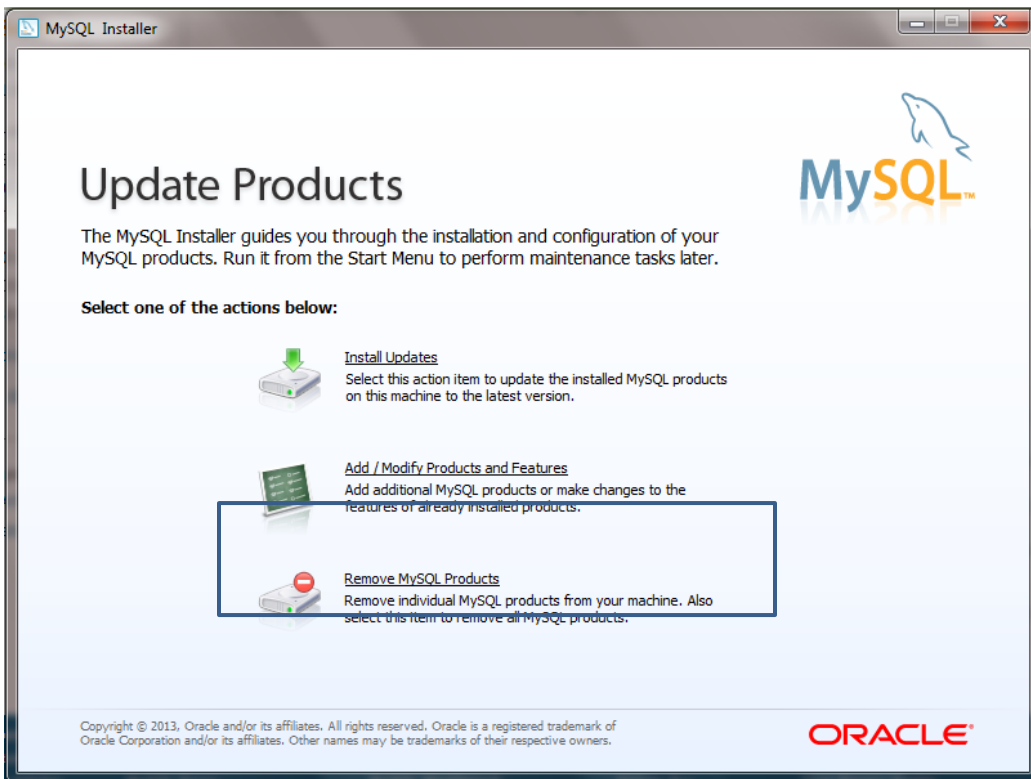 MySQL Installer
MySQL™
Update Products
The MySQL Installer guides you through the installation and configuration of your
MySQL products. Run it from the Start Menu to perform maintenance tasks later.
Select one of the actions below:
Install Updates
Select this action item to update the installed MySQL products
on this machine to the latest version.
Add / Modify Products and Features
Add additional MySQL products or make changes to the
features of already installed products.
Remove MySQL Products
Remove individual MySQL products from your machine. Also
select this item to remove all MySQL products.
Copyright © 2013, Oracle and/or its affiliates. All rights reserved. Oracle is a registered trademark of
Oracle Corporation and/or its affiliates. Other names may be trademarks of their respective owners.
ORACLE®